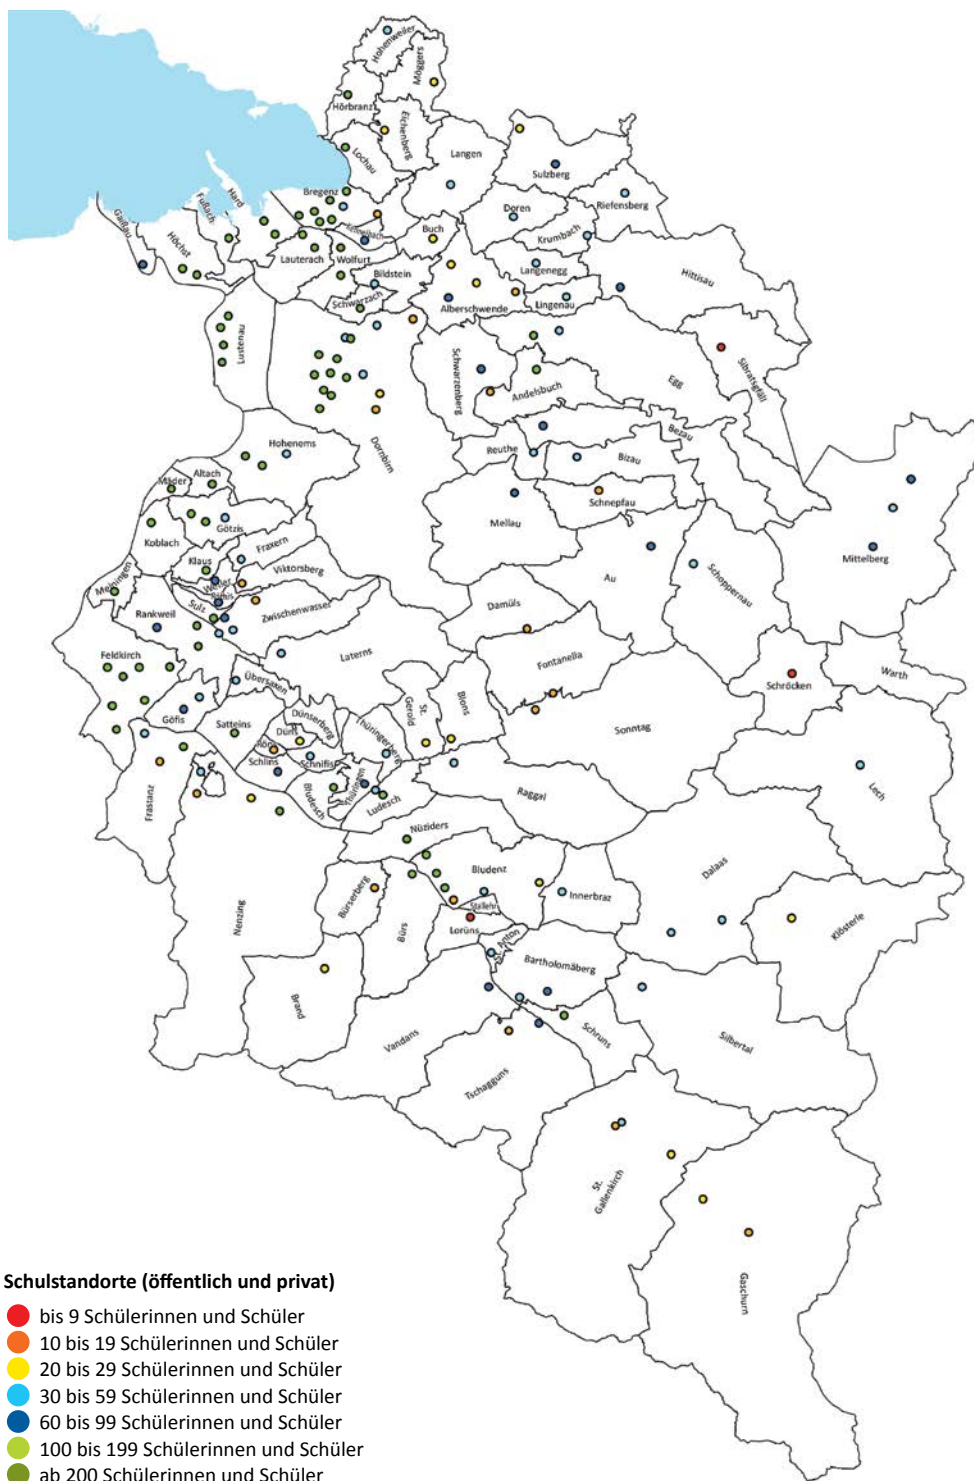 Hohenweiler
Möggers
Hörbranz
Eichenberg
Lochau
Langen
Sulzberg
Riefensberg
Bregenz
Doren
Hard
Fußach
Gaißau
Höchst
Kennelbach
Buch
Krumbach
Lauterach
Wolfurt
Bildstein
Langenegg
Hittisau
Schwarzach
Alberschwende
Lingenau
Lustenau
Schwarzenberg
Andelsbuch
Egg
Sibratsgfäll
Dornbirn
Hohenems
Reuthe
Bezau
Bizau
Altach
Mäder
Schnepfau
Mellau
Götzis
Koblach
Mittelberg
Fraxern
Klaus
Weiler
Viktorsberg
Au
Schoppernau
Meiningen
Röthis
Sulz
Zwischenwasser
Damüls
Rankweil
Laterns
Fontanella
Feldkirch
Schröcken
Warth
Übersaxen
St. Gerold
Blons
Göfis
Satteins
Dünserberg
Düns
Thüringerberg
Sonntag
Röns
Schlins
Schnifis
Frastanz
Bludesch
Thüringen
Ludesch
Raggal
Lech
Nüziders
Bludenz
Dalaas
Bürserberg
Stallehr
Innerbraz
Nenzing
Bürs
Lorüns
St. Anton
Klösterle
Bartholomäberg
Brand
Vandans
Schruns
Silbertal
Tschagguns
St.
Gallenkirch
Gaschurn
Schulstandorte (öffentlich und privat)
bis 9 Schülerinnen und Schüler
10 bis 19 Schülerinnen und Schüler
20 bis 29 Schülerinnen und Schüler
30 bis 59 Schülerinnen und Schüler
60 bis 99 Schülerinnen und Schüler
100 bis 199 Schülerinnen und Schüler
ab 200 Schülerinnen und Schüler